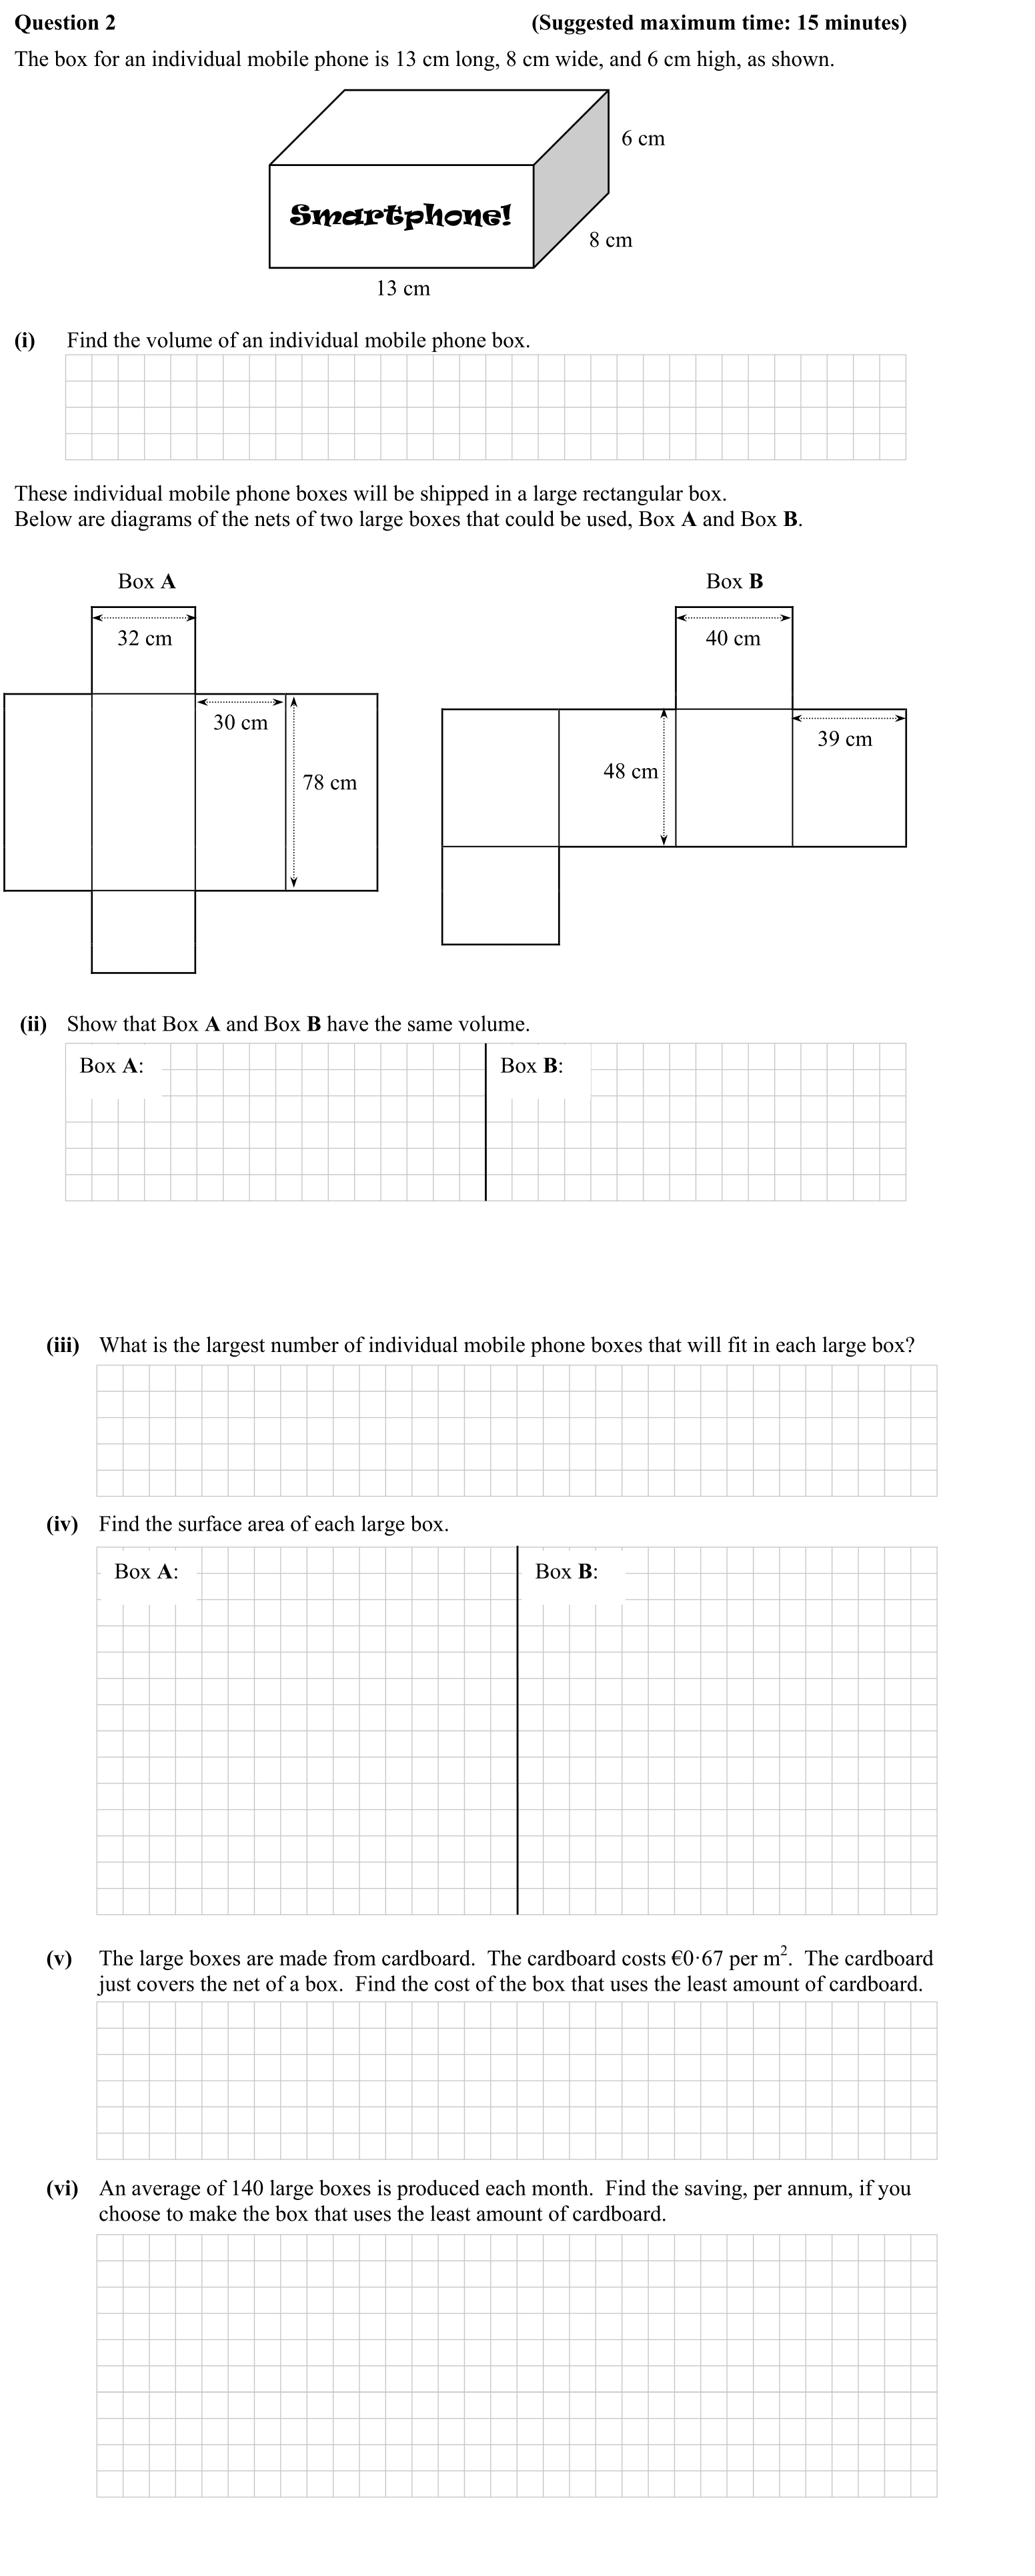 Question 2 (Suggested maximum time: 15 minutes)
The box for an individual mobile phone is 13 cm long, 8 cm wide, and 6 cm high, as shown.
6 cm
Smartphone!
8 cm
13 cm
(i) Find the volume of an individual mobile phone box.
These individual mobile phone boxes will be shipped in a large rectangular box.
Below are diagrams of the nets of two large boxes that could be used, Box A and Box B.
Box A
32 cm
30 cm
78 cm
Box B
40 cm
39 cm
48 cm
(ii) Show that Box A and Box B have the same volume.
Box A: Box B:
(iii) What is the largest number of individual mobile phone boxes that will fit in each large box?
(iv) Find the surface area of each large box.
Box A: Box B:
(v) The large boxes are made from cardboard. The cardboard costs €0·67 per m². The cardboard
just covers the net of a box. Find the cost of the box that uses the least amount of cardboard.
(vi) An average of 140 large boxes is produced each month. Find the saving, per annum, if you
choose to make the box that uses the least amount of cardboard.